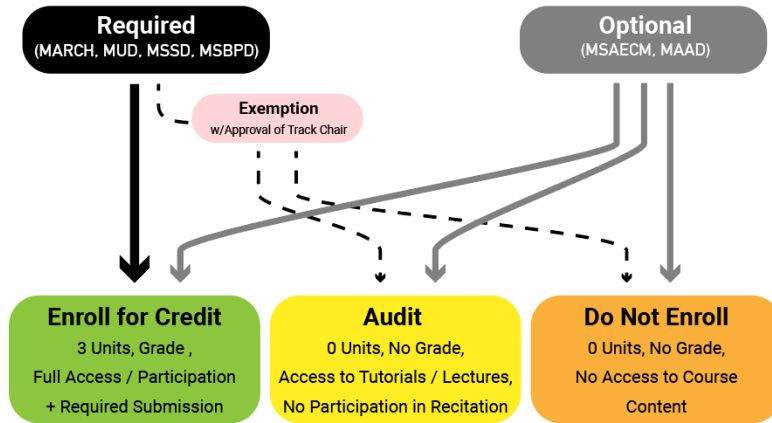 Required
(MARCH, MUD, MSSD, MSBPD)
Optional
(MSAECM, MAAD)
Exemption
w/Approval of Track Chair
Enroll for Credit
3 Units, Grade ,
Full Access / Participation
+ Required Submission
Audit
0 Units, No Grade,
Access to Tutorials / Lectures,
No Participation in Recitation
Do Not Enroll
0 Units, No Grade,
No Access to Course
Content